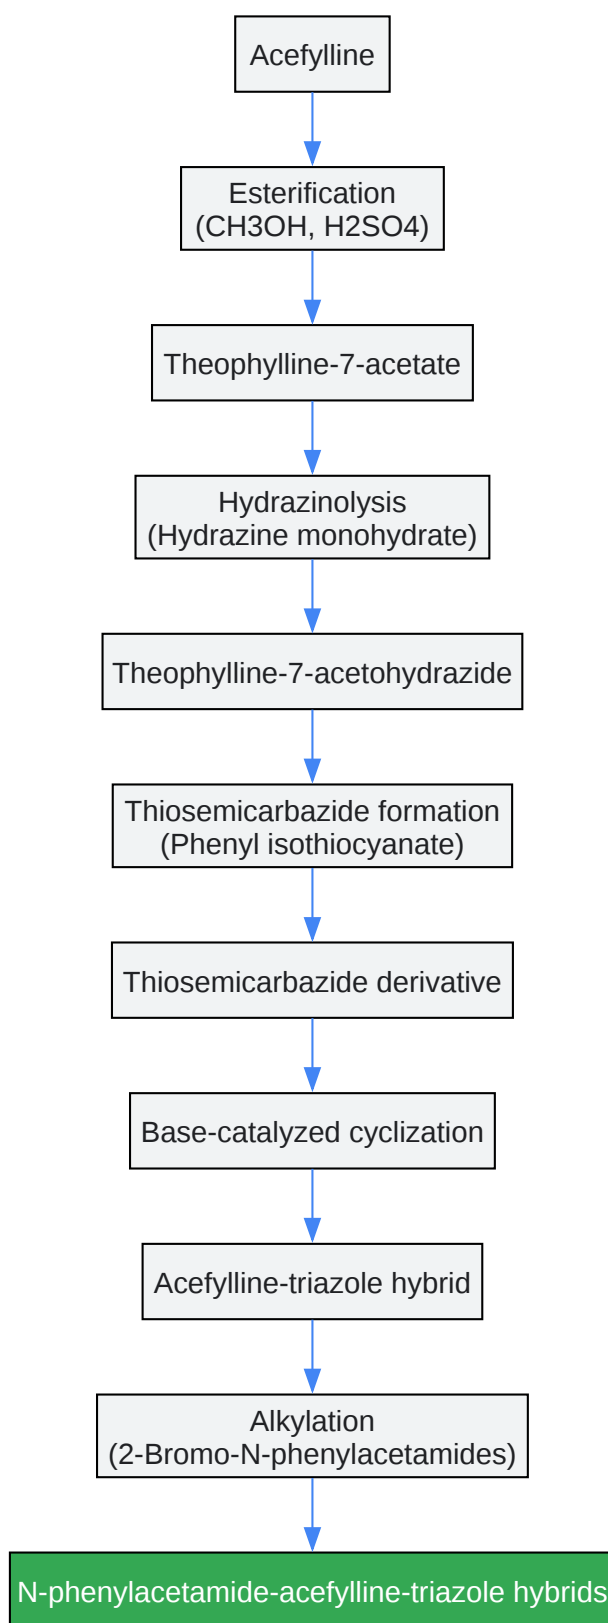 Acefylline
Esterification
(CH3OH, H2SO4)
Theophylline-7-acetate
Hydrazinolysis
(Hydrazine monohydrate)
Theophylline-7-acetohydrazide
Thiosemicarbazide formation
(Phenyl isothiocyanate)
Thiosemicarbazide derivative
Base-catalyzed cyclization
Acefylline-triazole hybrid
Alkylation
(2-Bromo-N-phenylacetamides)
N-phenylacetamide-acefylline-triazole hybrids